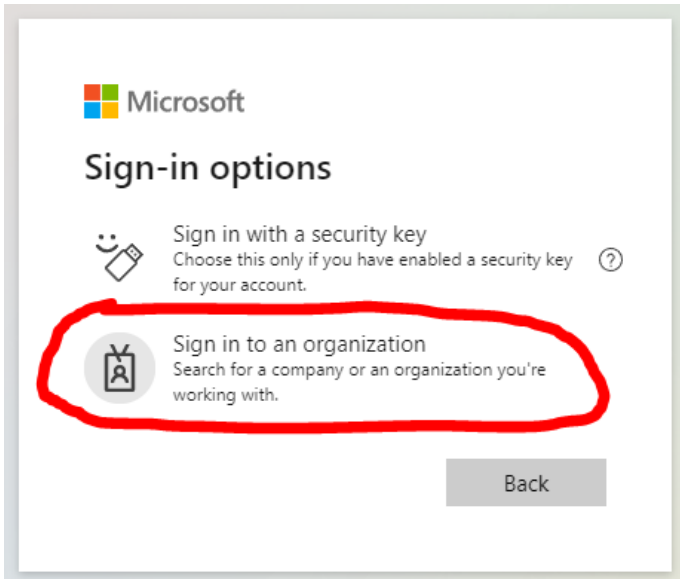 Microsoft
Sign-in options
Sign in with a security key
Choose this only if you have enabled a security key
for your account.
?
Sign in to an organization
Search for a company or an organization you're
working with.
Back